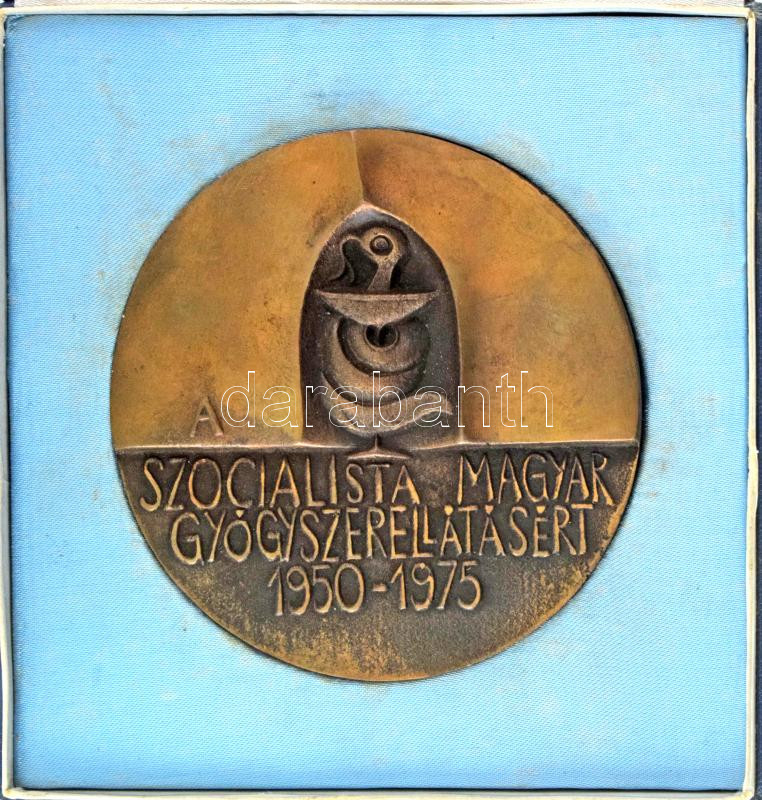 A
darabanth
SZOCIALISTA MAGYAR
GYÓGYSZERELLÁTÁSÉRT
1950-1975